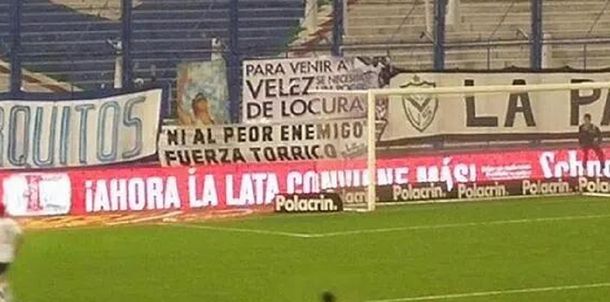 PARA VENIR A
VELEZ SE NECESITA
DE LOCURA
RQUITOS
LA PA
NI AL PEOR ENEMIGO
FUERZA TORRICO
¡AHORA LA LATA CONVIENE MÁS!
Polacrin.
Polacrin.
Polacrin.
Polacrin.
Polacrin.